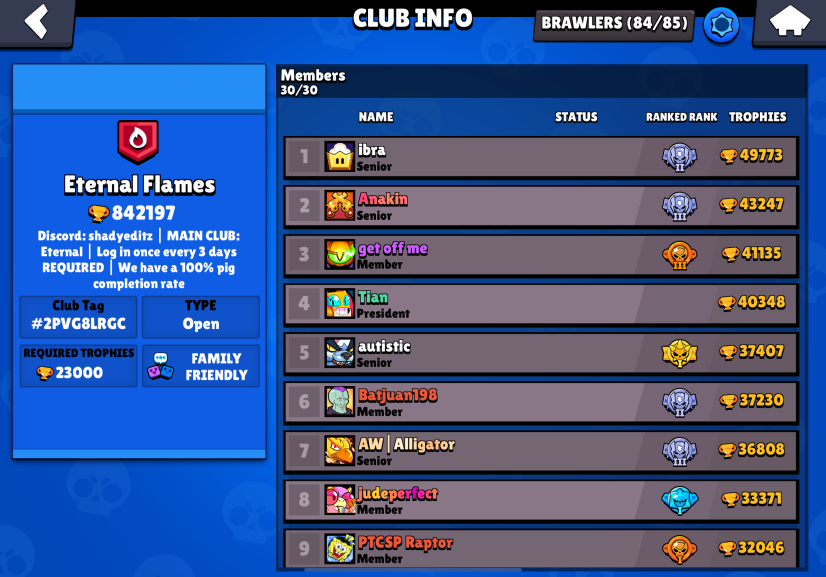 CLUB INFO
BRAWLERS (84/85)
Eternal Flames
842197
Discord: shadyeditz | MAIN CLUB:
Eternal | Log in once every 3 days
REQUIRED | We have a 100% pig
completion rate
Club Tag
#2PVG8LRGC
TYPE
Open
REQUIRED TROPHIES
23000
FAMILY
FRIENDLY
Members
30/30
NAME STATUS RANKED RANK TROPHIES
1 ibra I 49773
Senior
2 Anakin III 43247
Senior
3 get off me III 41135
Member
4 Tian 40348
President
5 autistic 37407
Senior
6 Batjuan198 II 37230
Member
7 AW | Alligator III 36808
Senior
8 judeperfect 33371
Member
9 PTCSP Raptor 32046
Member